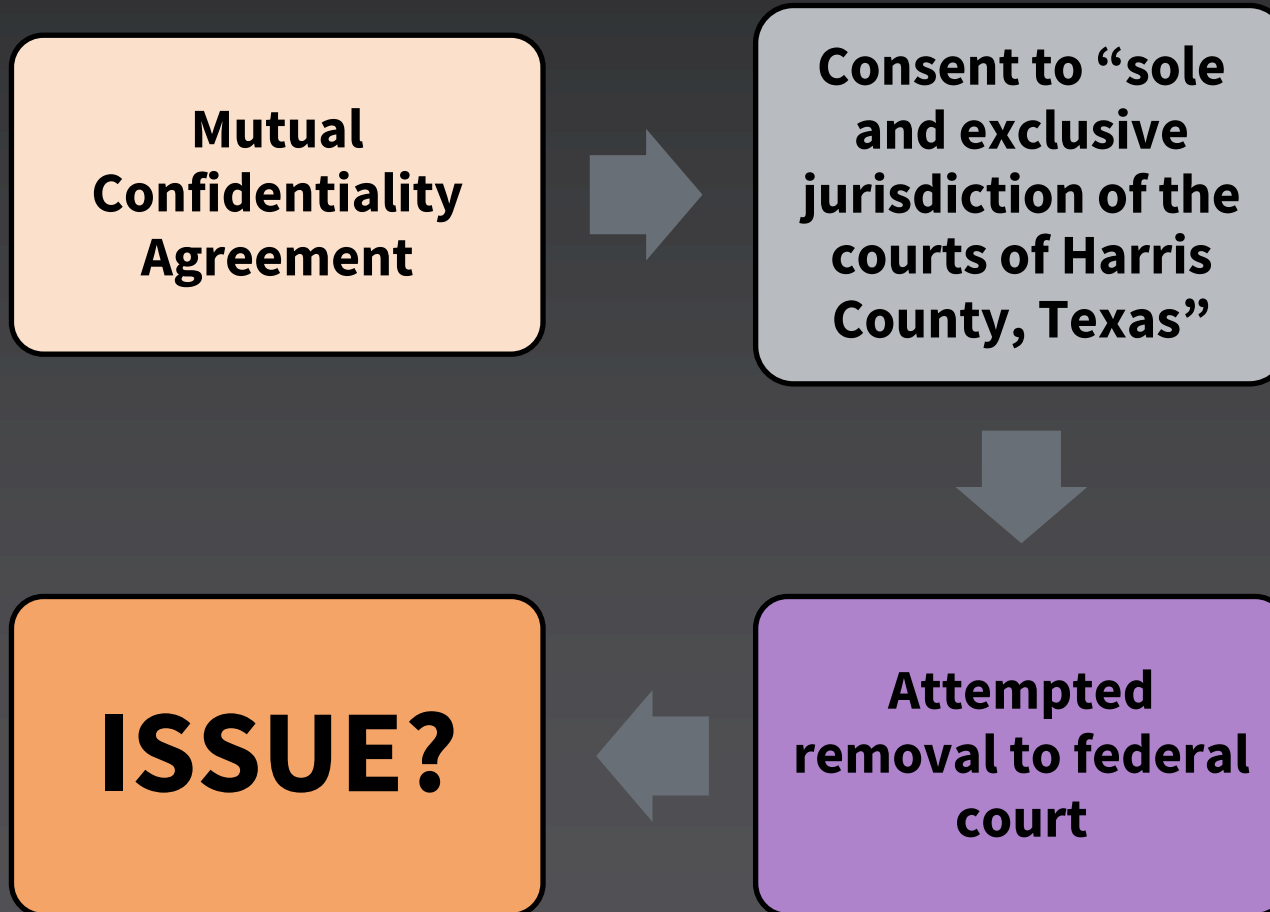 Mutual
Confidentiality
Agreement
Consent to “sole
and exclusive
jurisdiction of the
courts of Harris
County, Texas”
Attempted
removal to federal
court
ISSUE?